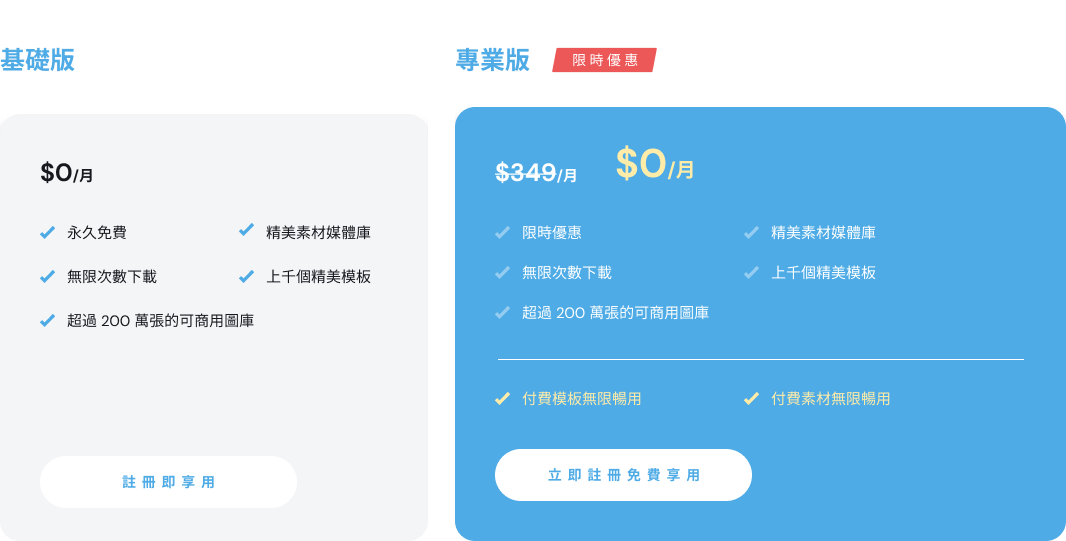 基礎版
$0/月
永久免費
精美素材媒體庫
無限次數下載
上千個精美模板
超過 200 萬張的可商用圖庫
註冊即享用
專業版
限時優惠
$349/月
$0/月
限時優惠
精美素材媒體庫
無限次數下載
上千個精美模板
超過 200 萬張的可商用圖庫
付費模板無限暢用
付費素材無限暢用
立即註冊免費享用